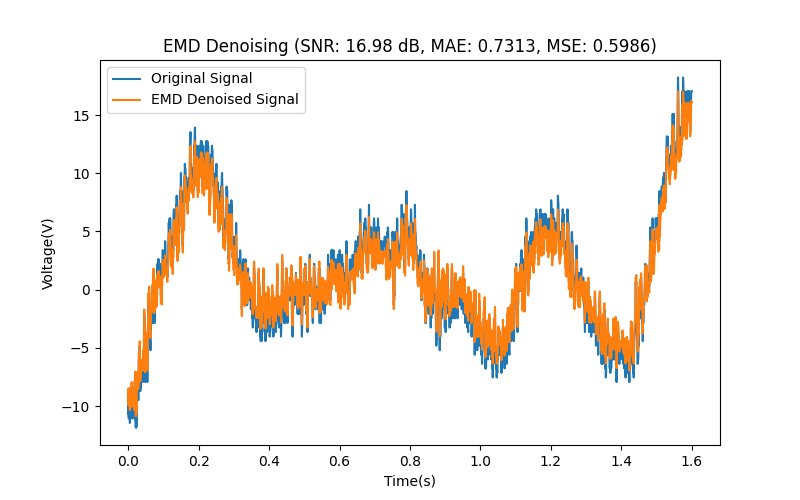 EMD Denoising (SNR: 16.98 dB, MAE: 0.7313, MSE: 0.5986)
Original Signal
EMD Denoised Signal
15
10
5
0
−5
−10
Voltage(V)
0.0 0.2 0.4 0.6 0.8 1.0 1.2 1.4 1.6
Time(s)